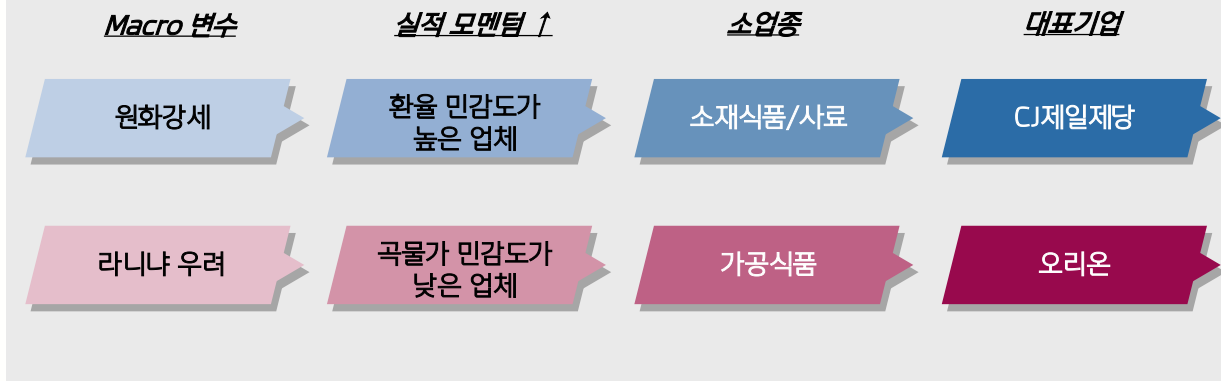 Macro 변수
실적 모멘텀 ↑
소업종
대표기업
원화강세
환율 민감도가
높은 업체
소재식품/사료
CJ제일제당
라니냐 우려
곡물가 민감도가
낮은 업체
가공식품
오리온